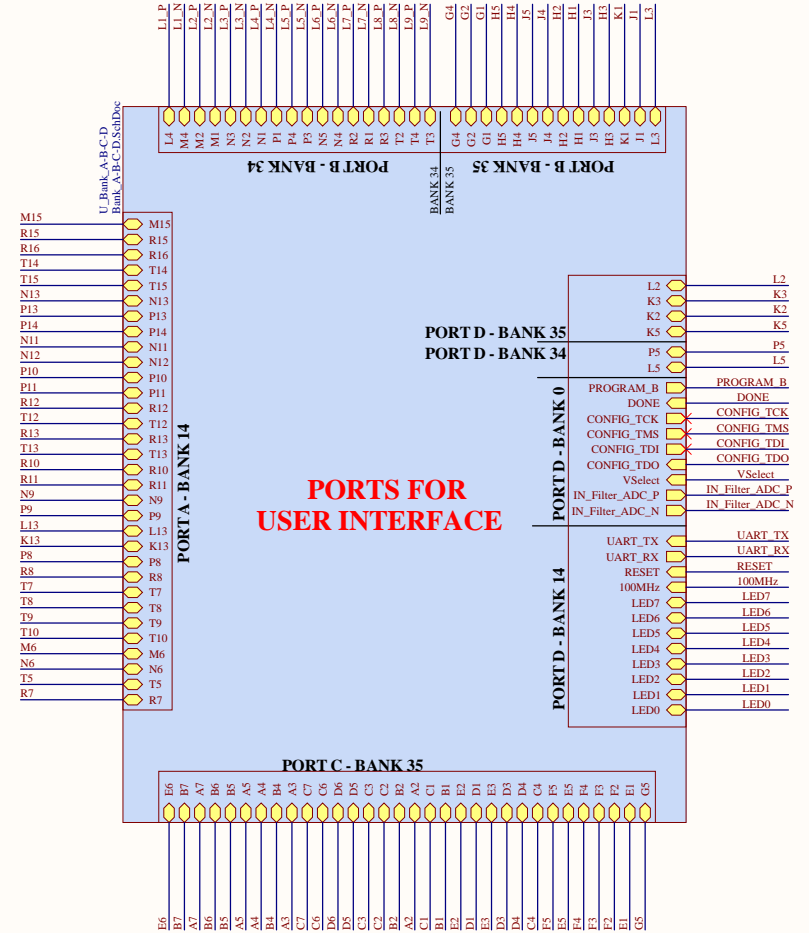 L1_P L1_N L2_P L2_N L3_P L3_N L4_P L4_N L5_P L5_N L6_P L6_N L7_P L7_N L8_P L8_N L9_P L9_N G4 G2 G1 H5 H4 J5 J4 H2 H1 J3 H3 K1 J1 L3
L4 M4 M2 M1 N3 N2 N1 P1 P4 P3 N5 N4 R2 R1 R3 T2 T4 T3 G4 G2 G1 H5 H4 J5 J4 H2 H1 J3 H3 K1 J1 L3
PORT B - BANK 34
PORT B - BANK 35
BANK 34
BANK 35
U_Bank_A-B-C-D
Bank_A-B-C-D.SchDoc
M15 M15
R15 R15
R16 R16
T14 T14
T15 T15
N13 N13
P13 P13
P14 P14
N11 N11
N12 N12
P10 P10
P11 P11
R12 R12
T12 T12
R13 R13
T13 T13
R10 R10
R11 R11
N9 N9
P9 P9
L13 L13
K13 K13
P8 P8
R8 R8
T7 T7
T8 T8
T9 T9
T10 T10
M6 M6
N6 N6
T5 T5
R7 R7
PORT A - BANK 14
PORTS FOR
USER INTERFACE
PORT D - BANK 35
PORT D - BANK 34
PORT D - BANK 0
PORT D - BANK 14
L2 L2
K3 K3
K2 K2
K5 K5
P5 P5
L5 L5
PROGRAM_B PROGRAM_B
DONE DONE
CONFIG_TCK CONFIG_TCK
CONFIG_TMS CONFIG_TMS
CONFIG_TDI CONFIG_TDI
CONFIG_TDO CONFIG_TDO
VSelect VSelect
IN_Filter_ADC_P IN_Filter_ADC_P
IN_Filter_ADC_N IN_Filter_ADC_N
UART_TX UART_TX
UART_RX UART_RX
RESET RESET
100MHz 100MHz
LED7 LED7
LED6 LED6
LED5 LED5
LED4 LED4
LED3 LED3
LED2 LED2
LED1 LED1
LED0 LED0
PORT C - BANK 35
E6 B7 A7 B6 B5 A5 A4 B4 A3 C7 C6 D6 D5 C3 C2 B2 A2 C1 B1 E2 D1 E3 D3 D4 C4 F5 E5 F4 F3 F2 E1 G5
E6 B7 A7 B6 B5 A5 A4 B4 A3 C7 C6 D6 D5 C3 C2 B2 A2 C1 B1 E2 D1 E3 D3 D4 C4 F5 E5 F4 F3 F2 E1 G5